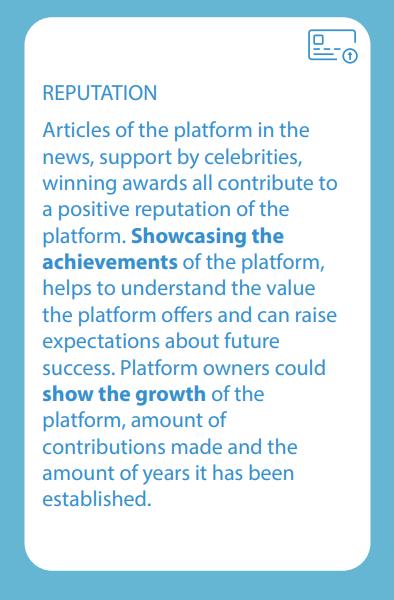 REPUTATION
Articles of the platform in the
news, support by celebrities,
winning awards all contribute to
a positive reputation of the
platform. Showcasing the
achievements of the platform,
helps to understand the value
the platform offers and can raise
expectations about future
success. Platform owners could
show the growth of the
platform, amount of
contributions made and the
amount of years it has been
established.